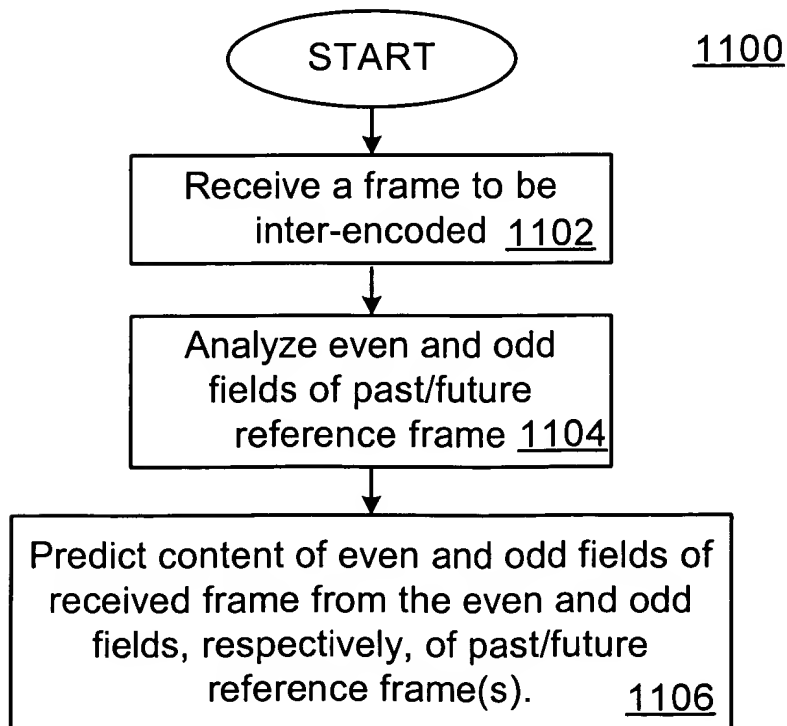 START
1100
Receive a frame to be
inter-encoded 1102
Analyze even and odd
fields of past/future
reference frame 1104
Predict content of even and odd fields of
received frame from the even and odd
fields, respectively, of past/future
reference frame(s).
1106